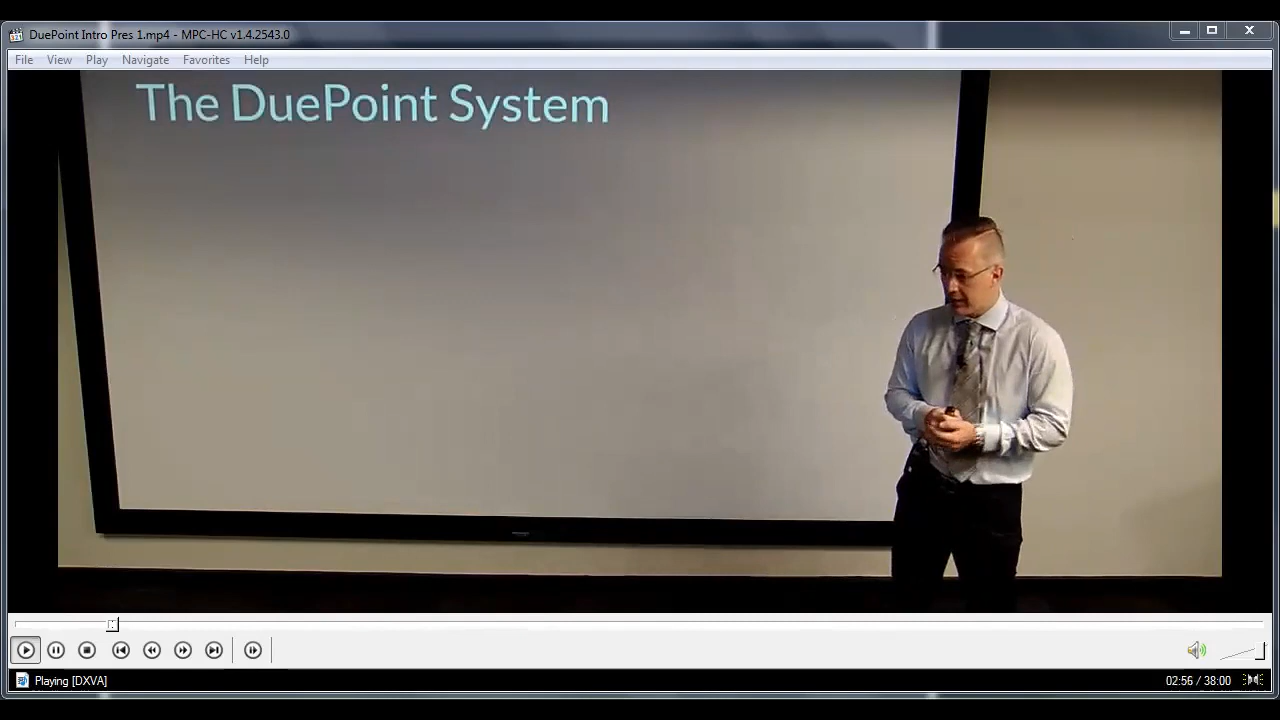 DuePoint Intro Pres 1.mp4 - MPC-HC v1.4.2543.0
File View Play Navigate Favorites Help
The DuePoint System
Playing [DXVA]
02:56 / 38:00